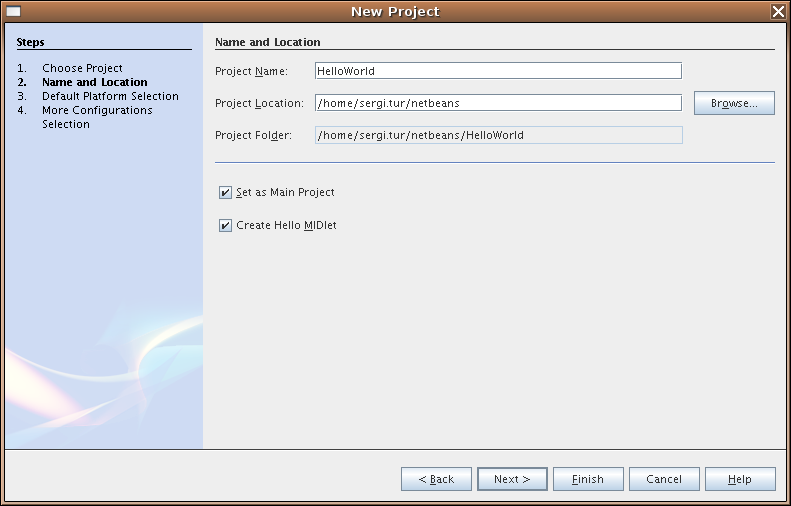 New Project
Steps
1. Choose Project
2. Name and Location
3. Default Platform Selection
4. More Configurations
Selection
Name and Location
Project Name: HelloWorld
Project Location: /home/sergi.tur/netbeans Browse...
Project Folder: /home/sergi.tur/netbeans/HelloWorld
Set as Main Project
Create Hello MIDlet
< Back Next > Finish Cancel Help